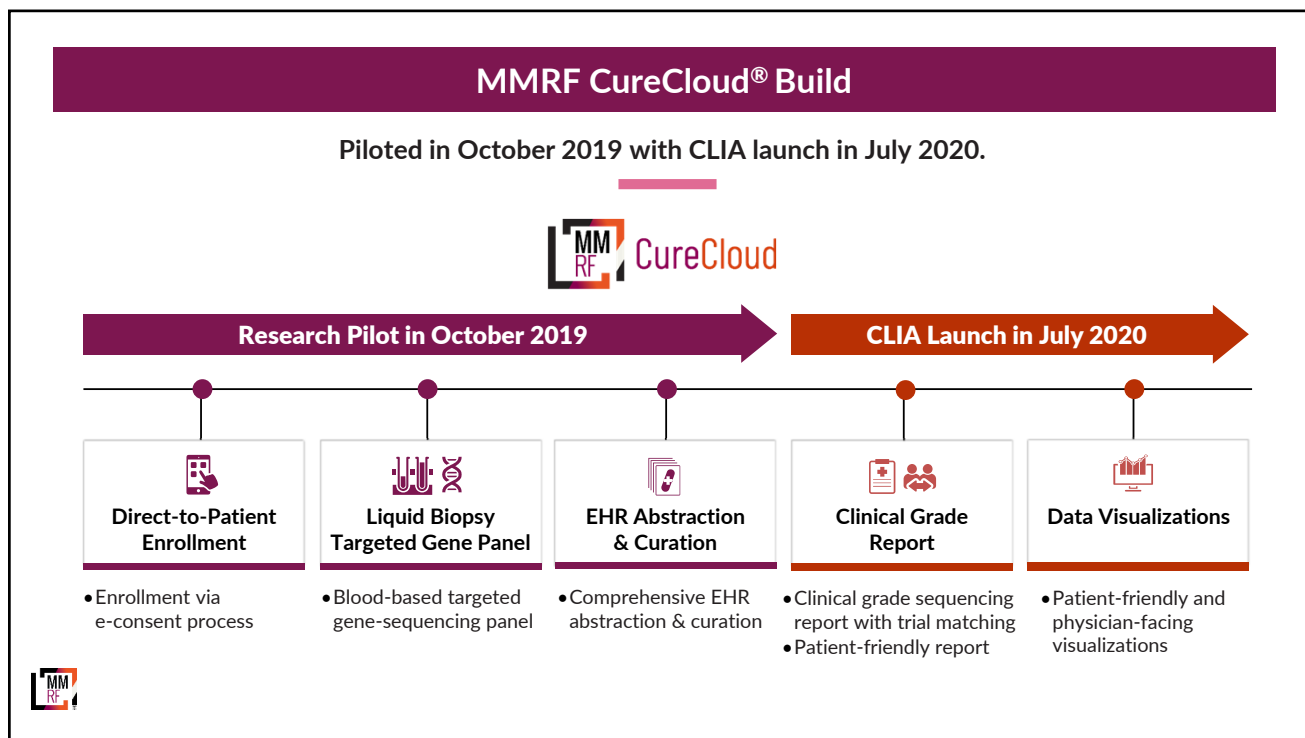 MMRF CureCloud® Build
Piloted in October 2019 with CLIA launch in July 2020.
MM
RF
CureCloud
Research Pilot in October 2019
CLIA Launch in July 2020
Direct-to-Patient
Enrollment
Liquid Biopsy
Targeted Gene Panel
EHR Abstraction
& Curation
Clinical Grade
Report
Data Visualizations
•Enrollment via
e-consent process
•Blood-based targeted
gene-sequencing panel
•Comprehensive EHR
abstraction & curation
•Clinical grade sequencing
report with trial matching
•Patient-friendly report
•Patient-friendly and
physician-facing
visualizations
MM
RF